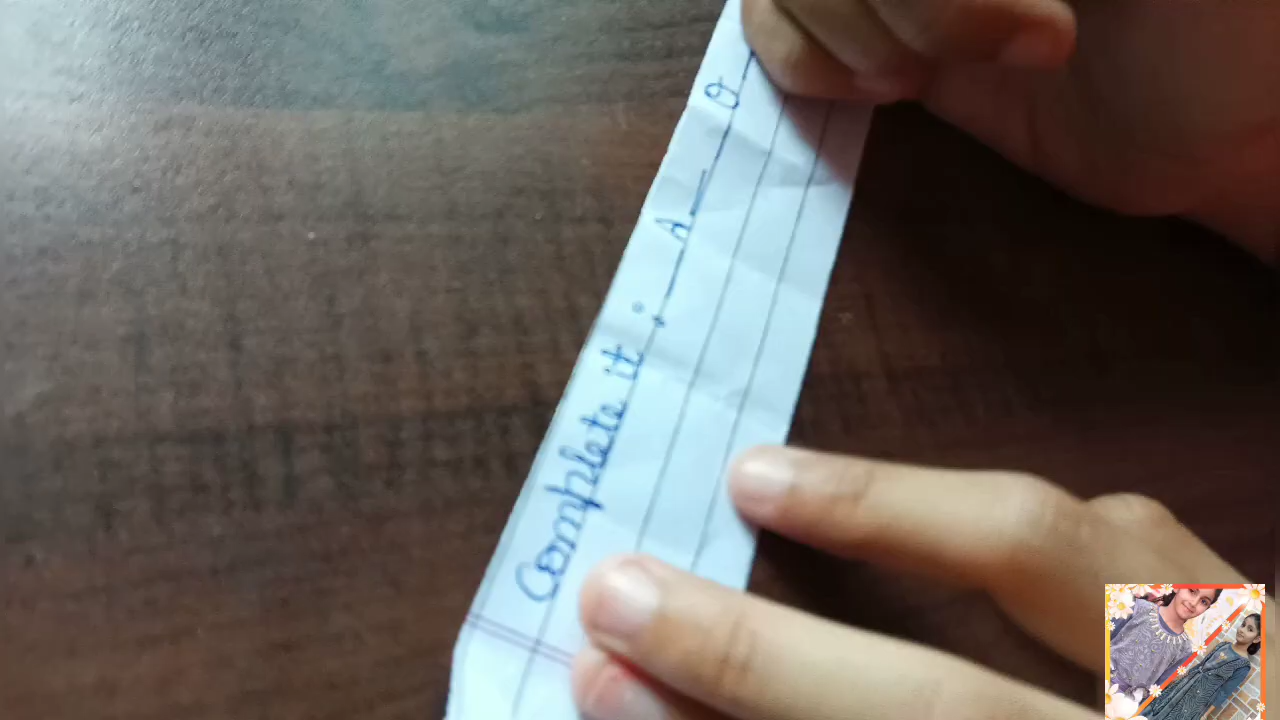 Complete it : _ A _ _ O _